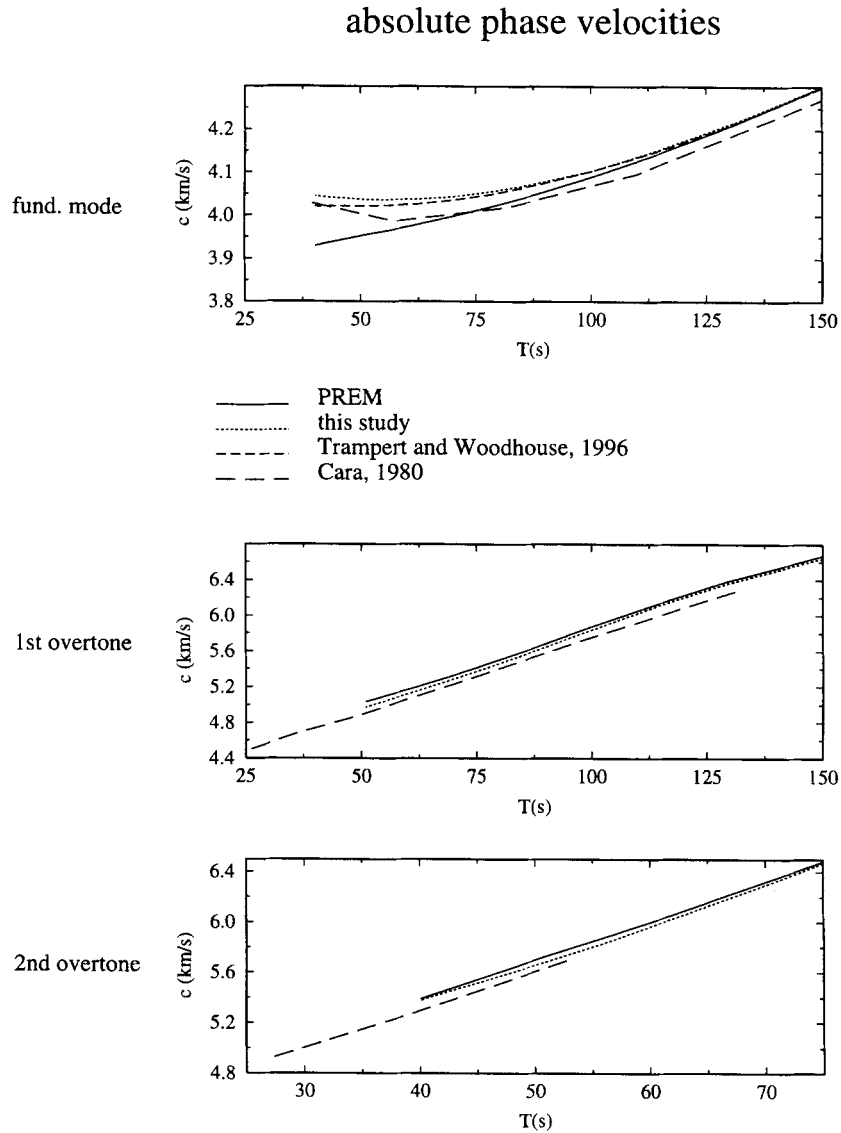 absolute phase velocities
fund. mode
c (km/s)
4.2
4.1
4.0
3.9
3.8
25 50 75 100 125 150
T(s)
PREM
this study
Trampert and Woodhouse, 1996
Cara, 1980
1st overtone
c (km/s)
6.4
6.0
5.6
5.2
4.8
4.4
25 50 75 100 125 150
T(s)
2nd overtone
c (km/s)
6.4
6.0
5.6
5.2
4.8
30 40 50 60 70
T(s)